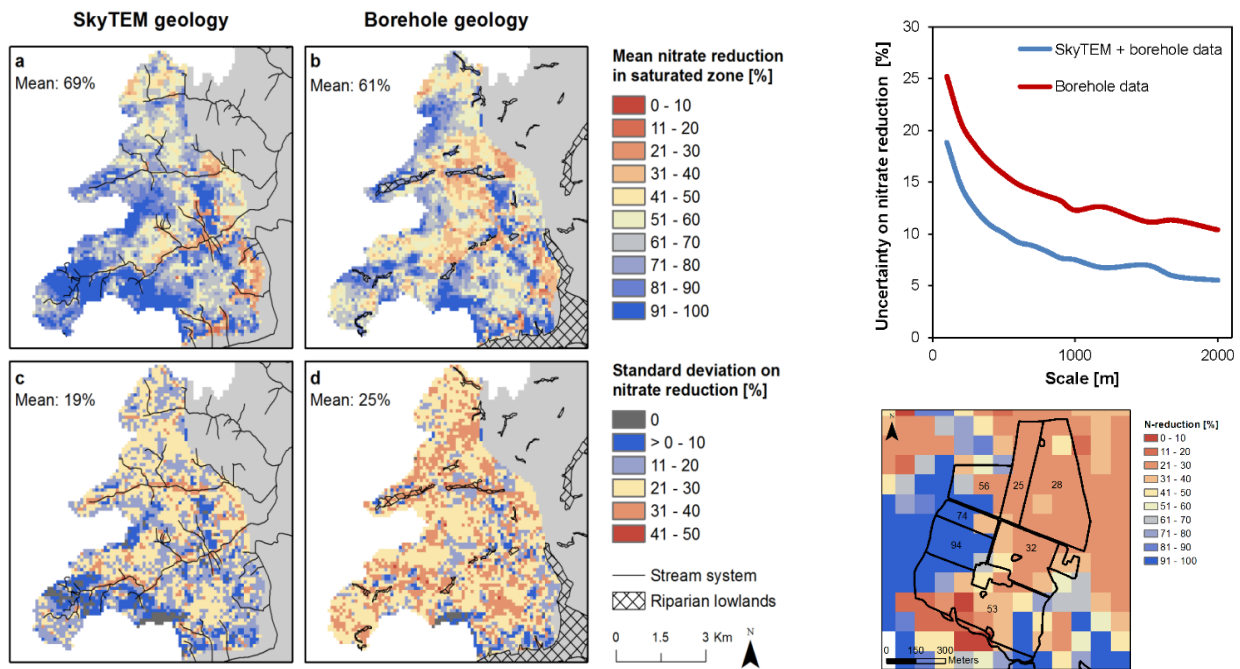 SkyTEM geology
Borehole geology
a
Mean: 69%
b
Mean: 61%
Mean nitrate reduction
in saturated zone [%]
0 - 10
11 - 20
21 - 30
31 - 40
41 - 50
51 - 60
61 - 70
71 - 80
81 - 90
91 - 100
c
Mean: 19%
d
Mean: 25%
Standard deviation on
nitrate reduction [%]
0
> 0 - 10
11 - 20
21 - 30
31 - 40
41 - 50
Stream system
Riparian lowlands
0 1.5 3 Km
N
Uncertainty on nitrate reduction [%]
30
25
20
15
10
5
0
SkyTEM + borehole data
Borehole data
0 1000 2000
Scale [m]
N
56
25
28
74
94
32
53
0 150 300
Meters
N-reduction [%]
0 - 10
11 - 20
21 - 30
31 - 40
41 - 50
51 - 60
61 - 70
71 - 80
81 - 90
91 - 100